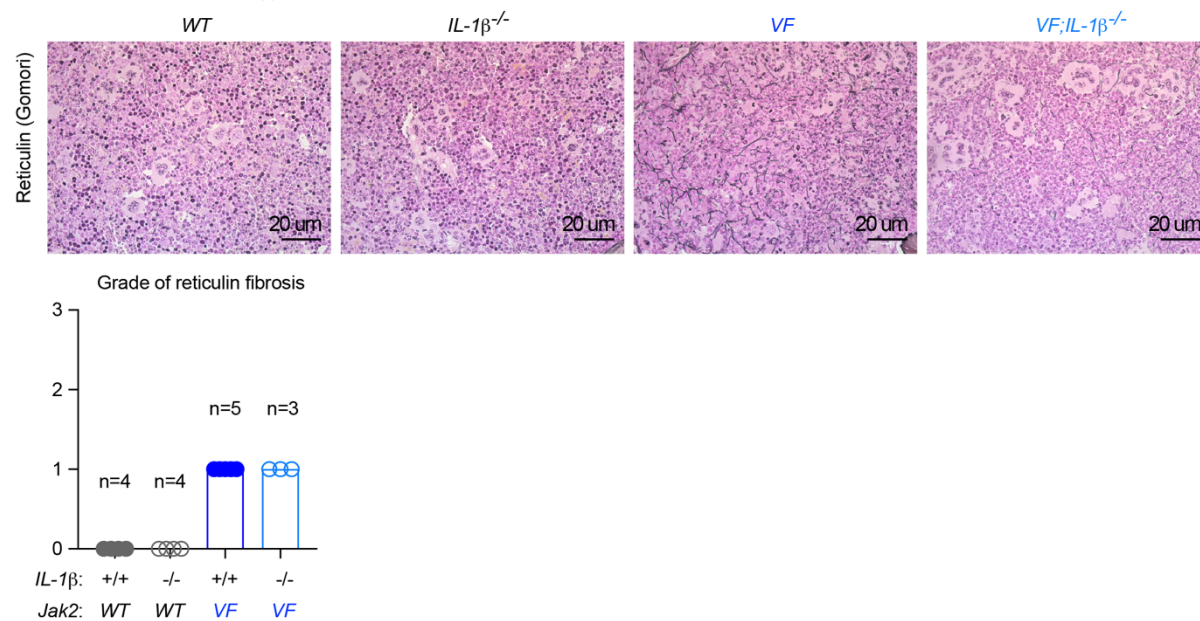 WT IL-1β-/- VF VF;IL-1β-/-
Reticulin (Gomori)
20 um 20 um 20 um 20 um
Grade of reticulin fibrosis
3
2
n=5 n=3
1
n=4 n=4
0
IL-1β: +/+ -/- +/+ -/-
Jak2: WT WT VF VF